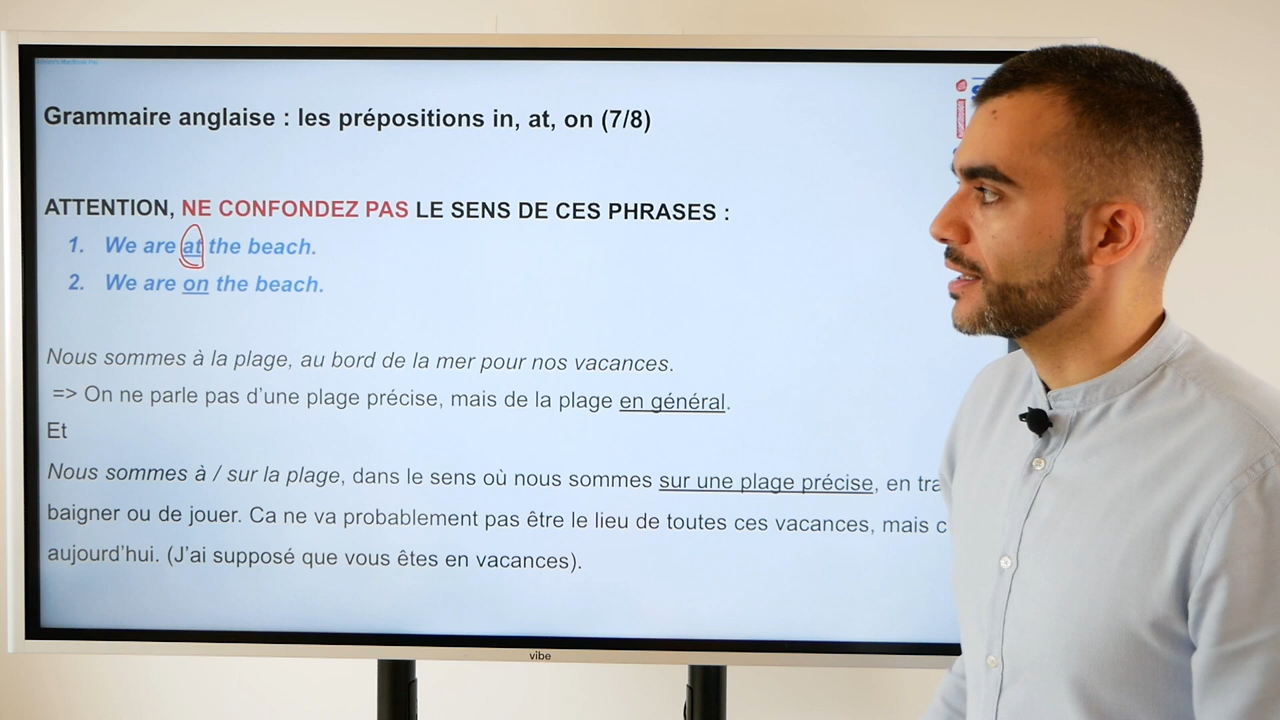 Grammaire anglaise : les prépositions in, at, on (7/8)
ATTENTION, NE CONFONDEZ PAS LE SENS DE CES PHRASES :
1. We are at the beach.
2. We are on the beach.
Nous sommes à la plage, au bord de la mer pour nos vacances.
=> On ne parle pas d'une plage précise, mais de la plage en général.
Et
Nous sommes à / sur la plage, dans le sens où nous sommes sur une plage précise, en tra
baigner ou de jouer. Ca ne va probablement pas être le lieu de toutes ces vacances, mais c
aujourd'hui. (J'ai supposé que vous êtes en vacances).
vibe